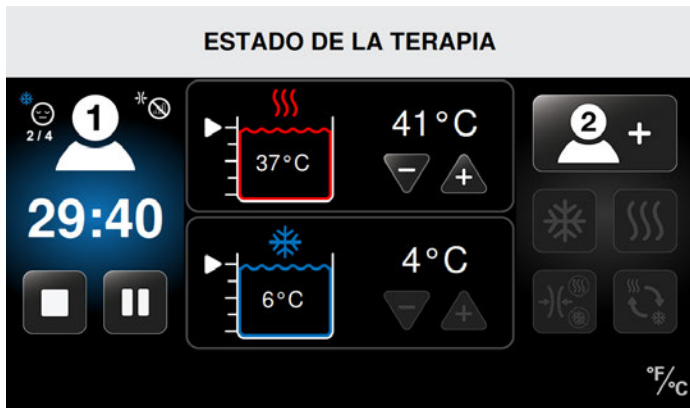 ESTADO DE LA TERAPIA
1
2/4
29:40
37°C
41°C
6°C
4°C
2 +
°F/°C